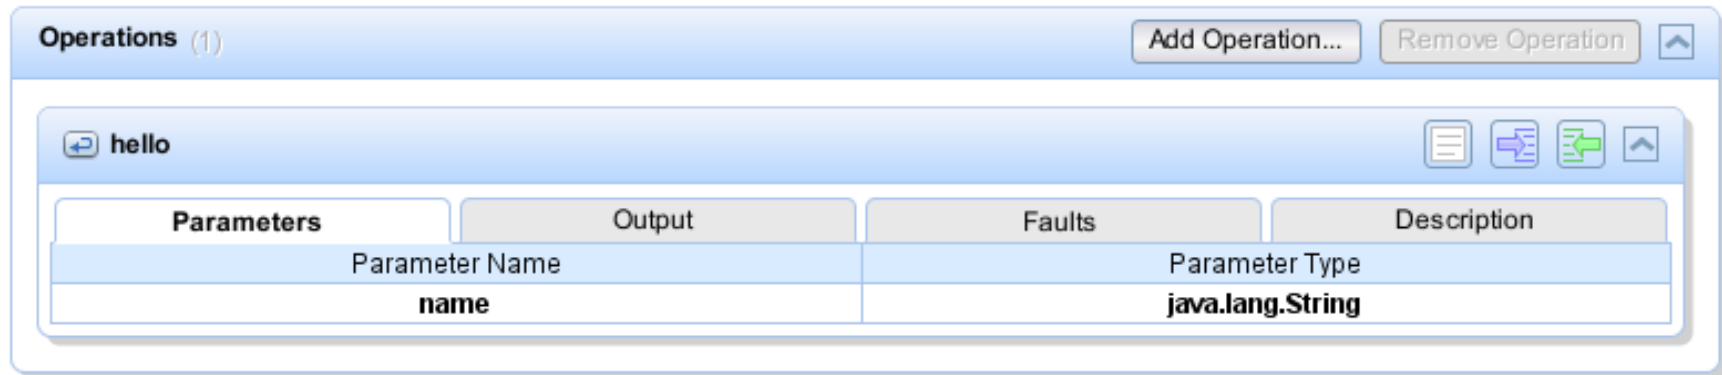 Operations (1) Add Operation... Remove Operation
hello
Parameters Output Faults Description
Parameter Name Parameter Type
name java.lang.String